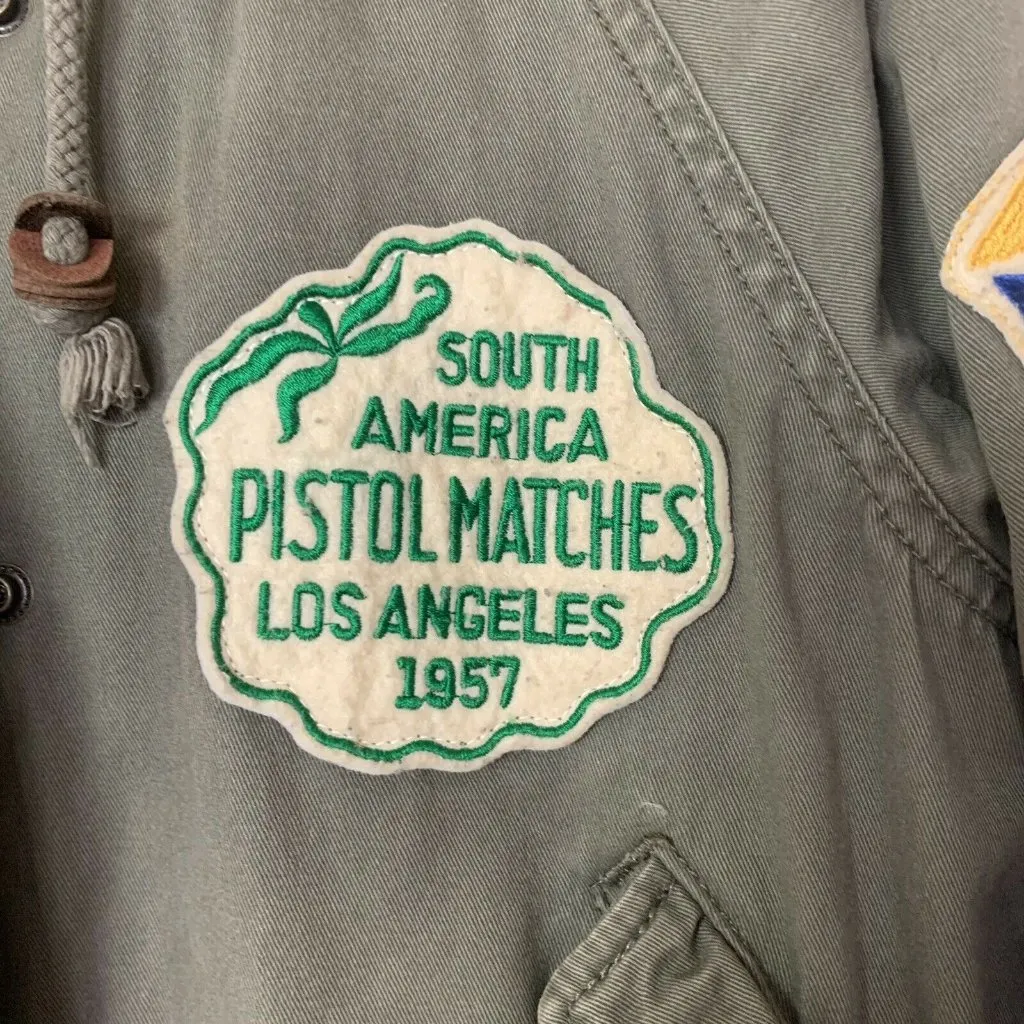 SOUTH
AMERICA
PISTOL MATCHES
LOS ANGELES
1957